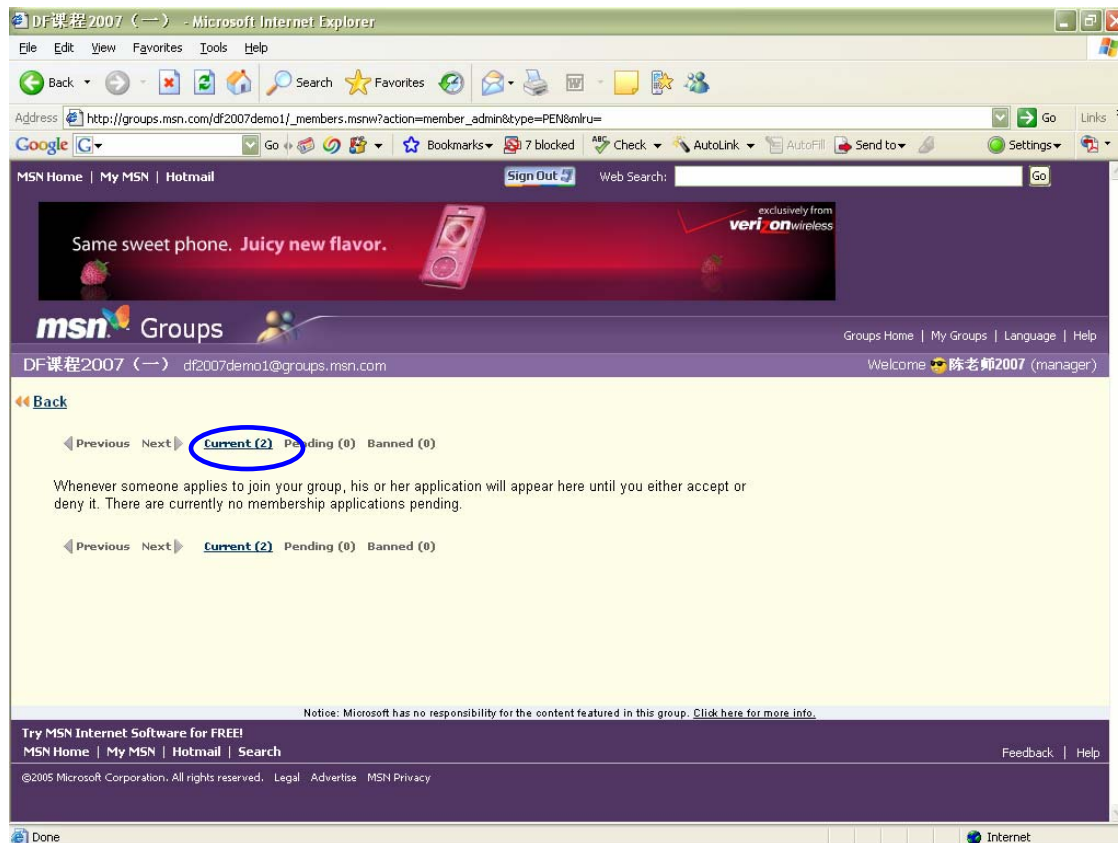 DF课程2007（一） - Microsoft Internet Explorer
File Edit View Favorites Tools Help
Back Search Favorites
Address http://groups.msn.com/df2007demo1/_members.msnw?action=member_admin&type=PEN&mlru= Go Links
Google G Go Bookmarks 7 blocked ABC Check AutoLink AutoFill Send to Settings
MSN Home | My MSN | Hotmail Sign Out Web Search: Go
exclusively from
verizonwireless
Same sweet phone. Juicy new flavor.
msn Groups
Groups Home | My Groups | Language | Help
DF课程2007（一） df2007demo1@groups.msn.com Welcome 陈老师2007 (manager)
Back
Previous Next Current (2) Pending (0) Banned (0)
Whenever someone applies to join your group, his or her application will appear here until you either accept or
deny it. There are currently no membership applications pending.
Previous Next Current (2) Pending (0) Banned (0)
Notice: Microsoft has no responsibility for the content featured in this group. Click here for more info.
Try MSN Internet Software for FREE!
MSN Home | My MSN | Hotmail | Search Feedback | Help
©2005 Microsoft Corporation. All rights reserved. Legal Advertise MSN Privacy
Done Internet